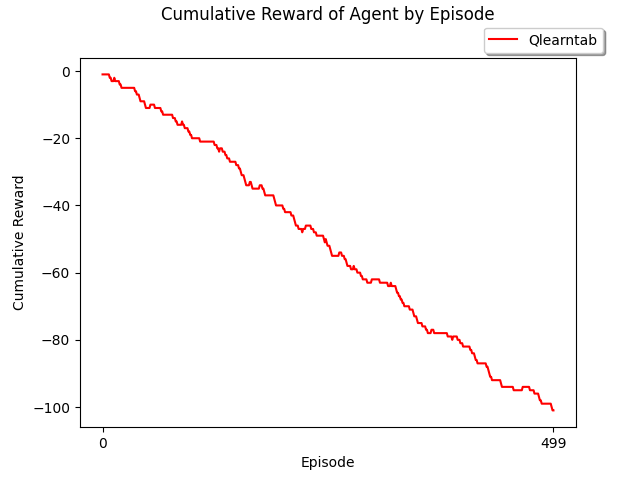 Cumulative Reward of Agent by Episode
Qlearntab
0
−20
−40
−60
−80
−100
Cumulative Reward
0 499
Episode